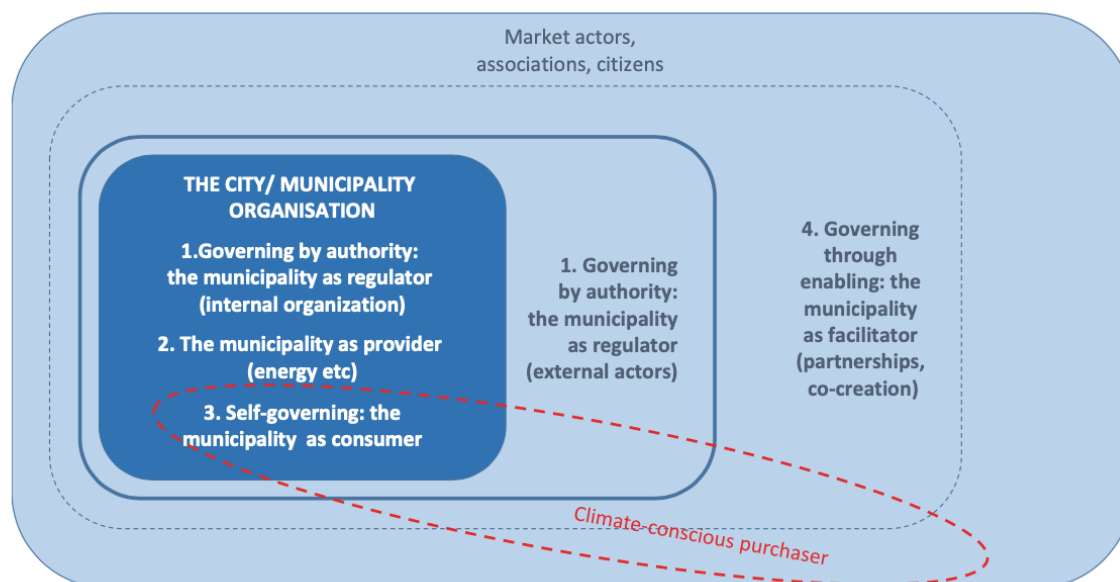 Market actors,
associations, citizens
THE CITY/ MUNICIPALITY
ORGANISATION
1.Governing by authority:
the municipality as regulator
(internal organization)
2. The municipality as provider
(energy etc)
3. Self-governing: the
municipality  as consumer
1. Governing
by authority:
the municipality
as regulator
(external actors)
4. Governing
through
enabling: the
municipality
as facilitator
(partnerships,
co-creation)
Climate-conscious purchaser